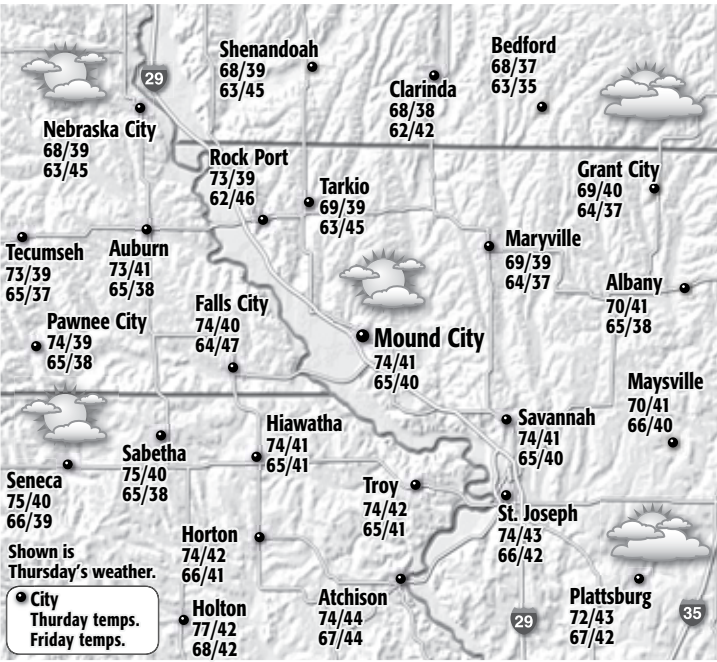 Shenandoah
68/39
63/45
Bedford
68/37
63/35
29
Clarinda
68/38
62/42
Nebraska City
68/39
63/45
Rock Port
73/39
62/46
Tarkio
69/39
63/45
Grant City
69/40
64/37
Tecumseh
73/39
65/37
Auburn
73/41
65/38
Maryville
69/39
64/37
Albany
70/41
65/38
Falls City
74/40
64/47
Pawnee City
74/39
65/38
Mound City
74/41
65/40
Maysville
70/41
66/40
Savannah
74/41
65/40
Hiawatha
74/41
65/41
Sabetha
75/40
65/38
Seneca
75/40
66/39
Troy
74/42
65/41
St. Joseph
74/43
66/42
Horton
74/42
66/41
Shown is
Thursday's weather.
City
Thurday temps.
Friday temps.
Holton
77/42
68/42
Atchison
74/44
67/44
Plattsburg
72/43
67/42
29
35